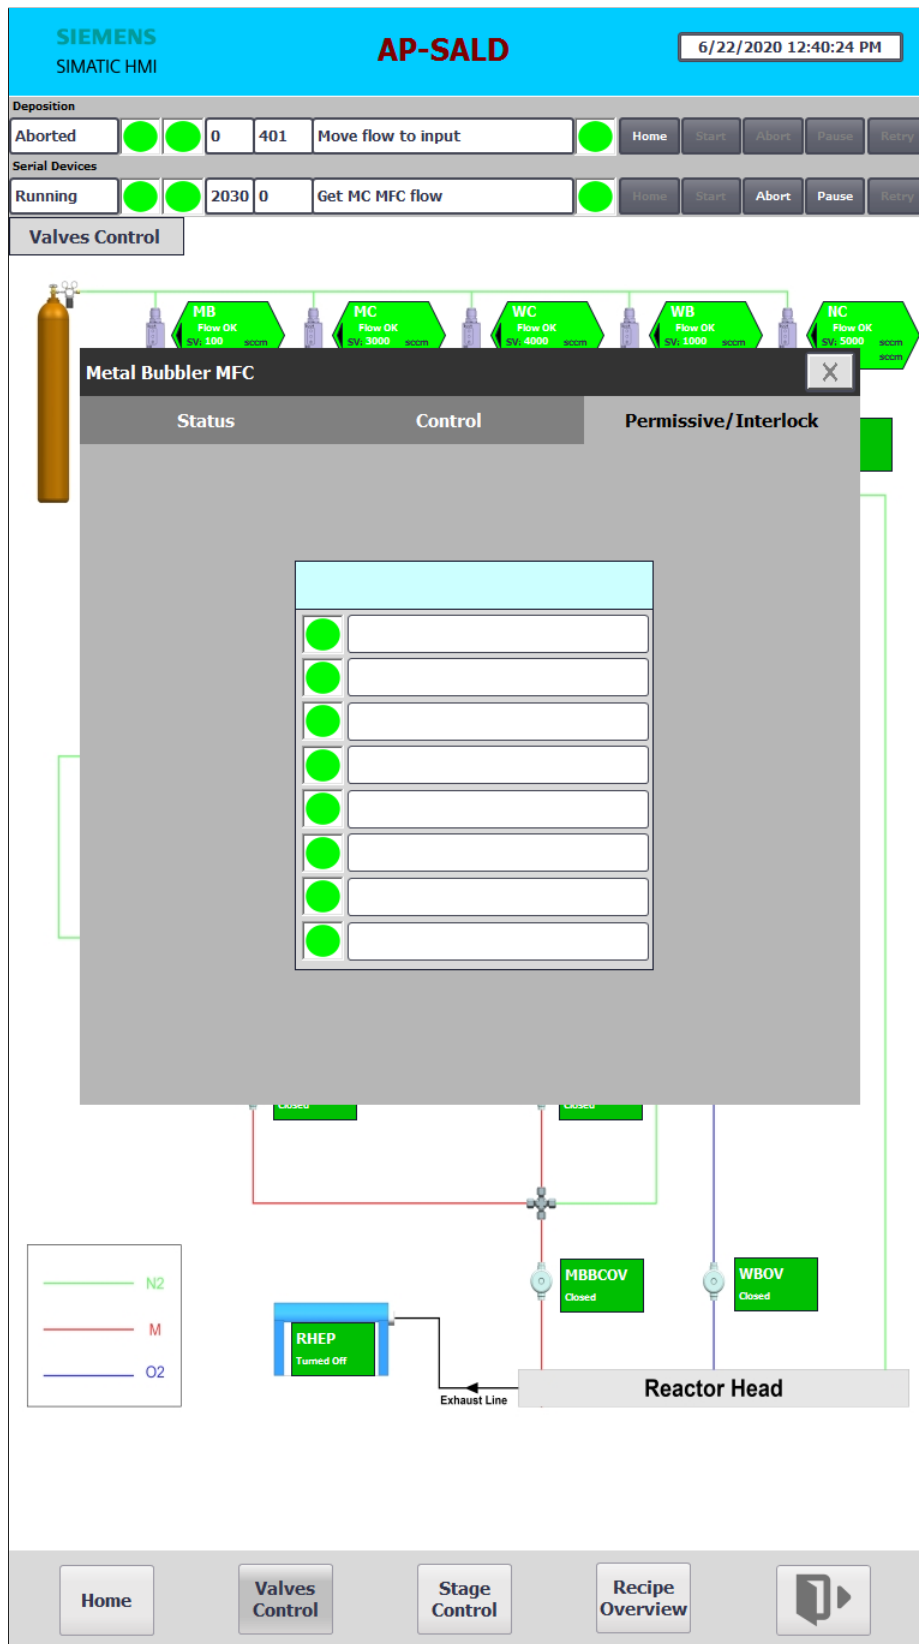 SIEMENS
SIMATIC HMI
AP-SALD
6/22/2020 12:40:24 PM
Deposition
Aborted 0 401 Move flow to input Home Start Abort Pause Retry
Serial Devices
Running 2030 0 Get MC MFC flow Home Start Abort Pause Retry
Valves Control
MB MC WC WB NC
Flow OK Flow OK Flow OK Flow OK Flow OK
SV: 100 sccm SV: 3000 sccm SV: 4000 sccm SV: 1000 sccm SV: 5000 sccm
sccm
Metal Bubbler MFC X
Status Control Permissive/Interlock
Closed Closed
N2
M
O2
MBBCOV
Closed
WBOV
Closed
RHEP
Turned Off
Exhaust Line
Reactor Head
Home
Valves
Control
Stage
Control
Recipe
Overview